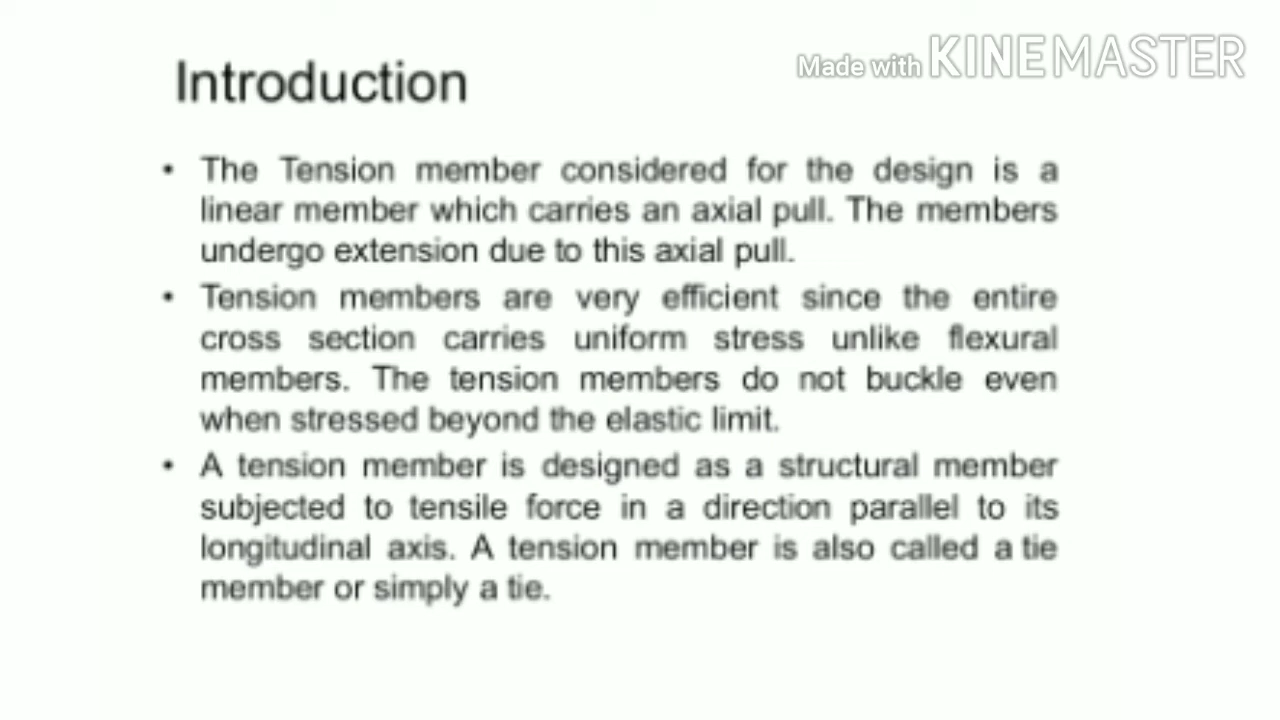 Made with KINEMASTER
Introduction
• The Tension member considered for the design is a
linear member which carries an axial pull. The members
undergo extension due to this axial pull.
• Tension members are very efficient since the entire
cross section carries uniform stress unlike flexural
members. The tension members do not buckle even
when stressed beyond the elastic limit.
• A tension member is designed as a structural member
subjected to tensile force in a direction parallel to its
longitudinal axis. A tension member is also called a tie
member or simply a tie.